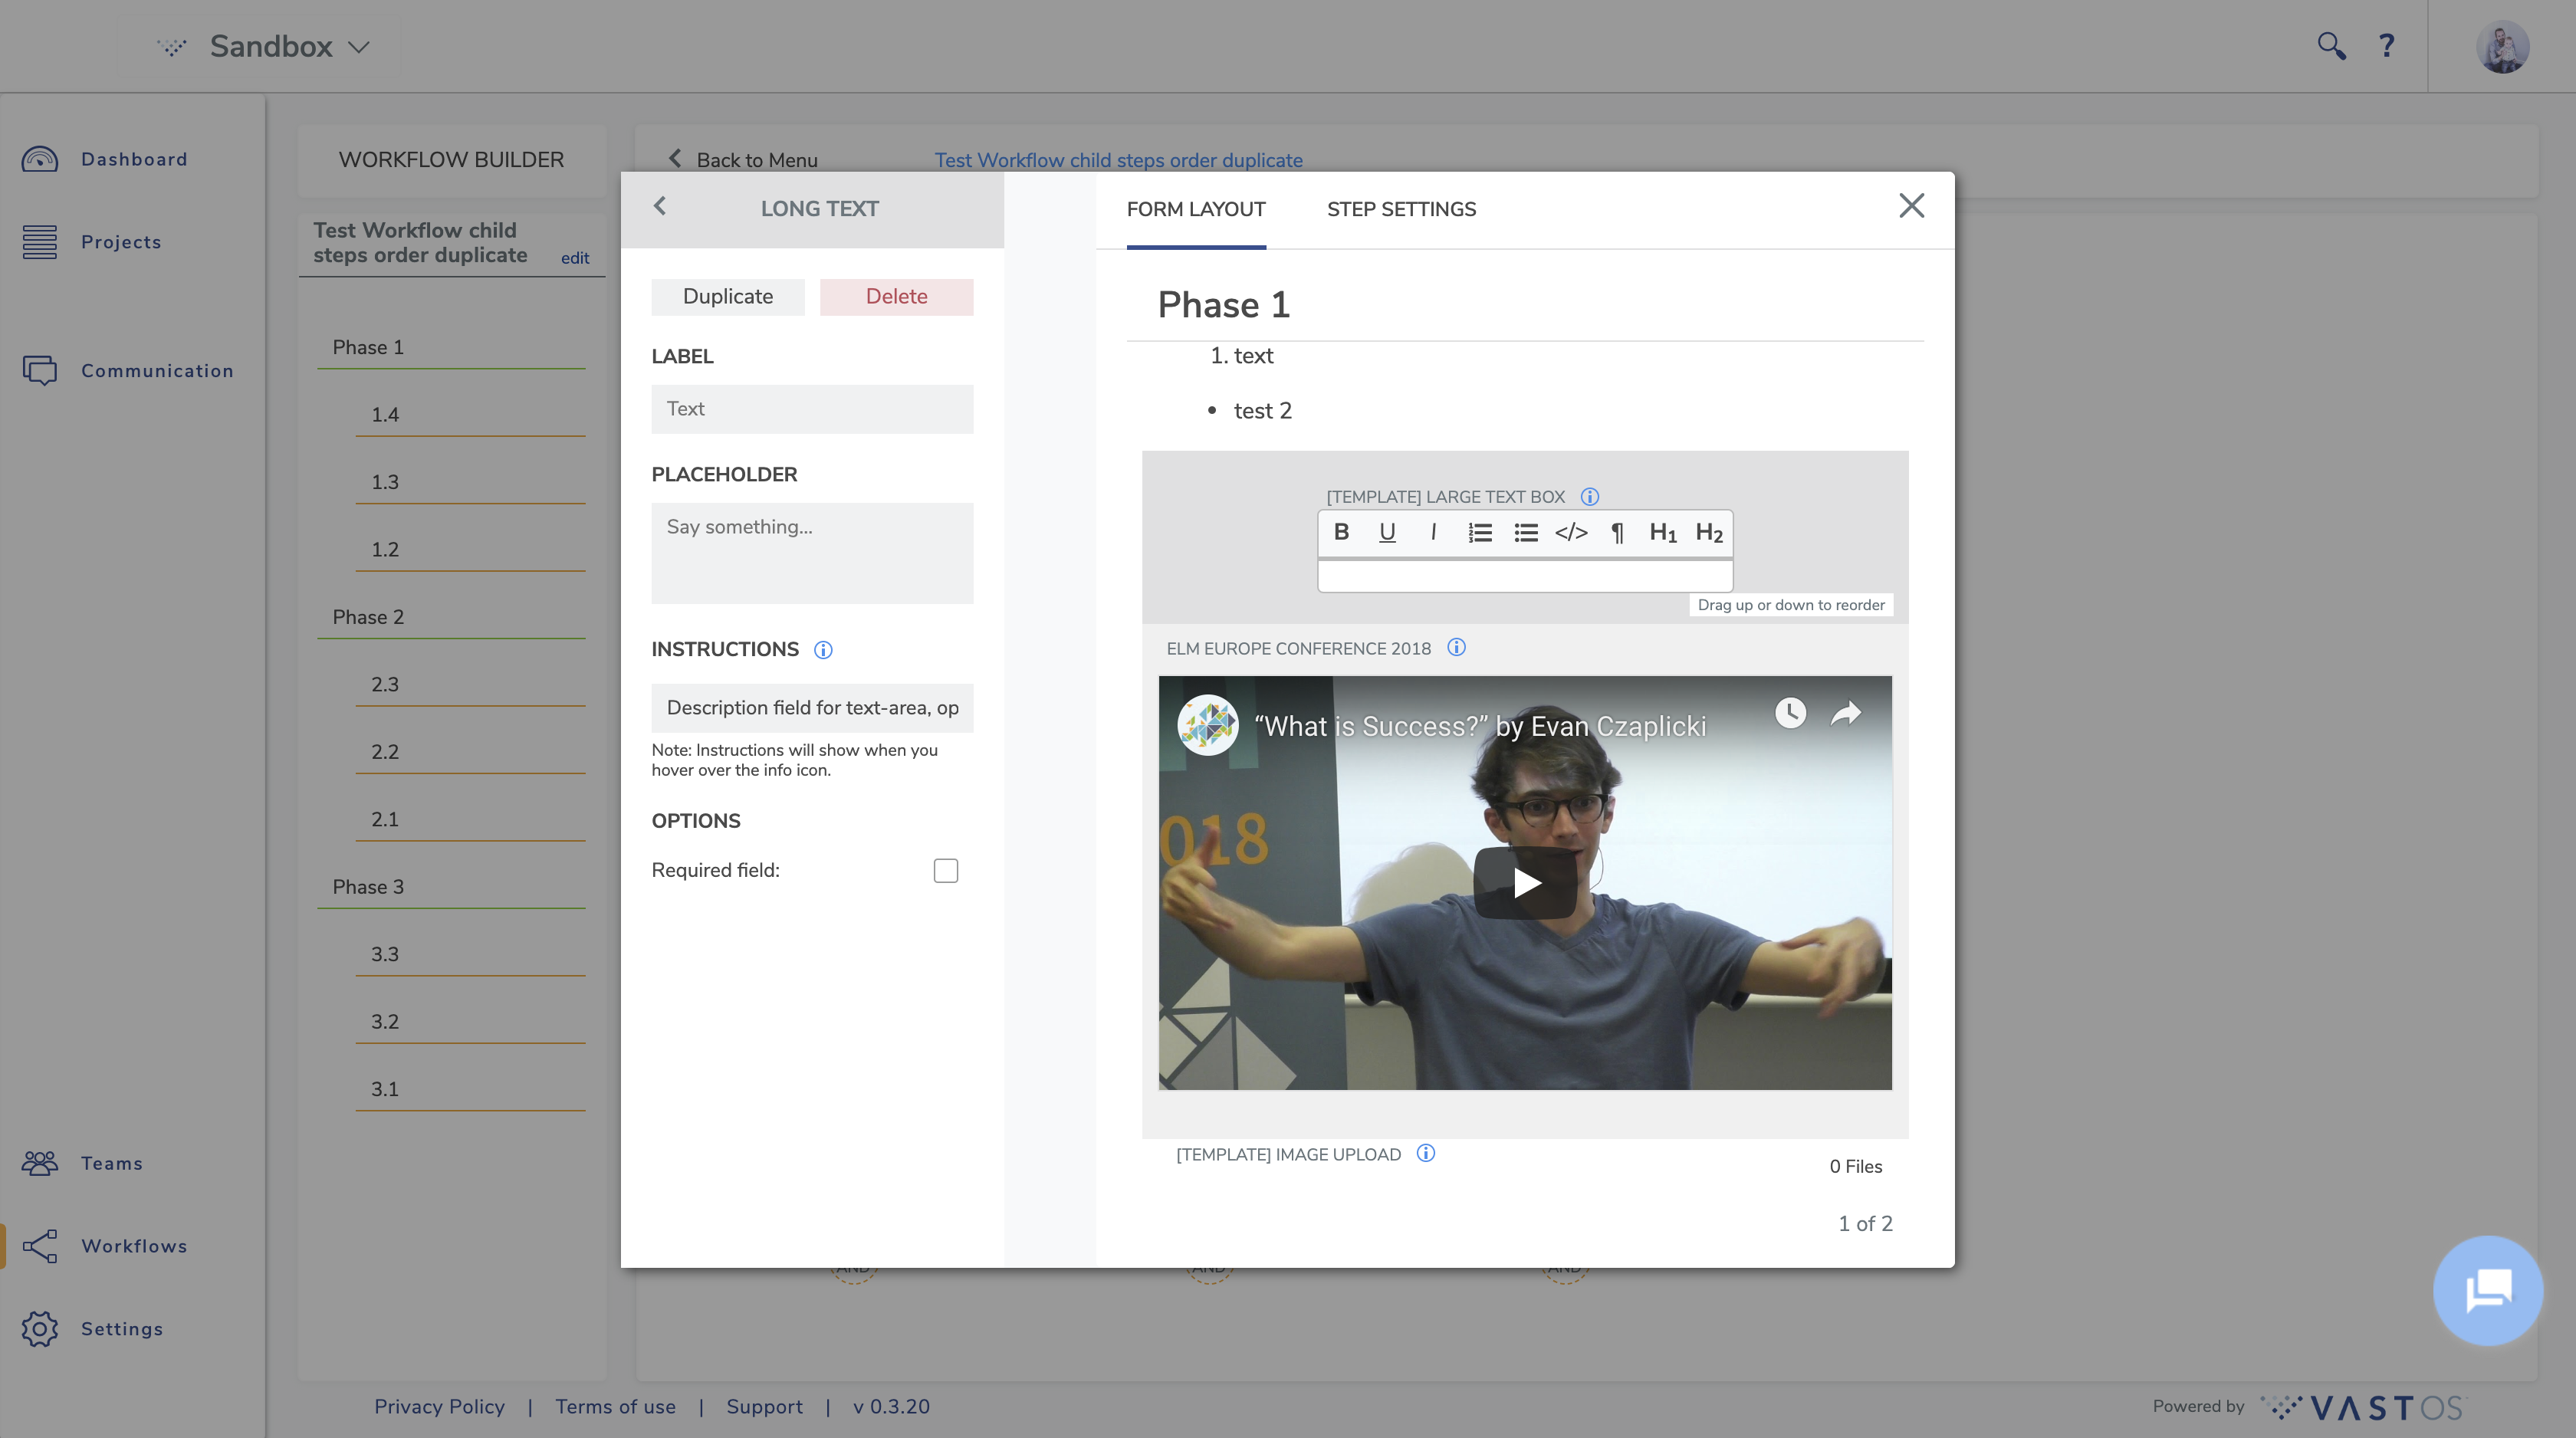 Sandbox
?
Dashboard
Projects
Communication
Teams
Workflows
Settings
WORKFLOW BUILDER
Test Workflow child
steps order duplicate
edit
Phase 1
1.4
1.3
1.2
Phase 2
2.3
2.2
2.1
Phase 3
3.3
3.2
3.1
Back to Menu
Test Workflow child steps order duplicate
LONG TEXT
Duplicate
Delete
LABEL
Text
PLACEHOLDER
Say something...
INSTRUCTIONS
Description field for text-area, op
Note: Instructions will show when you
hover over the info icon.
OPTIONS
Required field:
FORM LAYOUT
STEP SETTINGS
Phase 1
1. text
• test 2
[TEMPLATE] LARGE TEXT BOX
B U I </> ¶ H1 H2
Drag up or down to reorder
ELM EUROPE CONFERENCE 2018
“What is Success?” by Evan Czaplicki
018
[TEMPLATE] IMAGE UPLOAD
0 Files
1 of 2
AND
AND
AND
Privacy Policy | Terms of use | Support | v 0.3.20
Powered by VASTOS